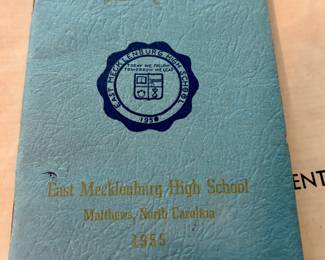 EAST MECKLENBURG HIGH SCHOOL
TODAY WE FOLLOW
TOMORROW WE LEAD
1950
East Mecklenburg High School
Matthews, North Carolina
1955
ENT